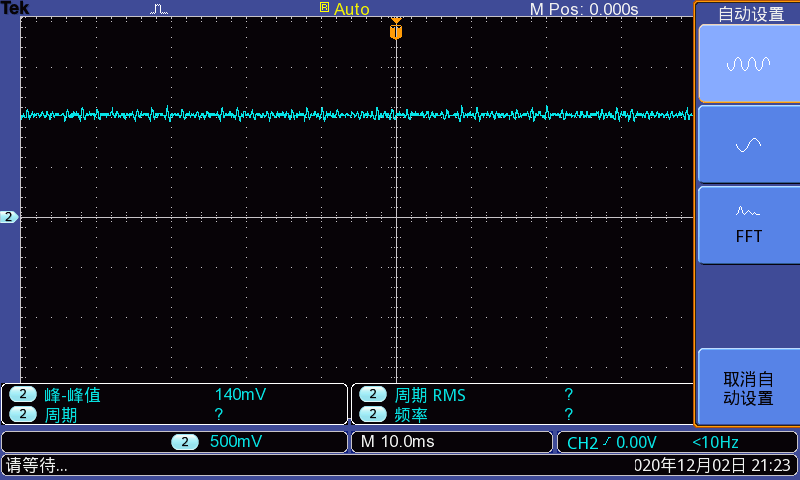 Tek
R Auto
M Pos: 0.000s
自动设置
T
2
FFT
2 峰-峰值 140mV
2 周期 ?
2 周期 RMS ?
2 频率 ?
取消自
动设置
2 500mV
M 10.0ms
CH2 0.00V <10Hz
请等待...
020年12月02日 21:23